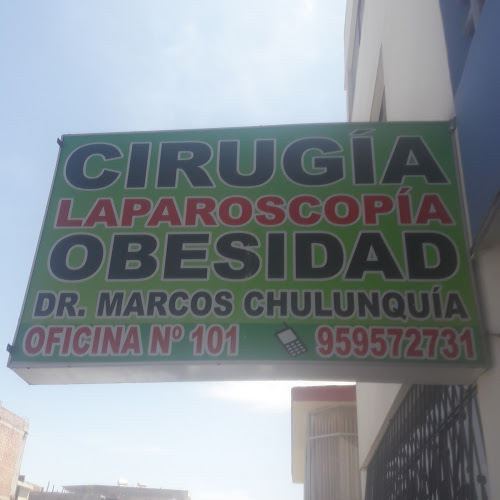 CIRUGÍA
LAPAROSCOPÍA
OBESIDAD
DR. MARCOS CHULUNQUÍA
OFICINA Nº 101 959572731